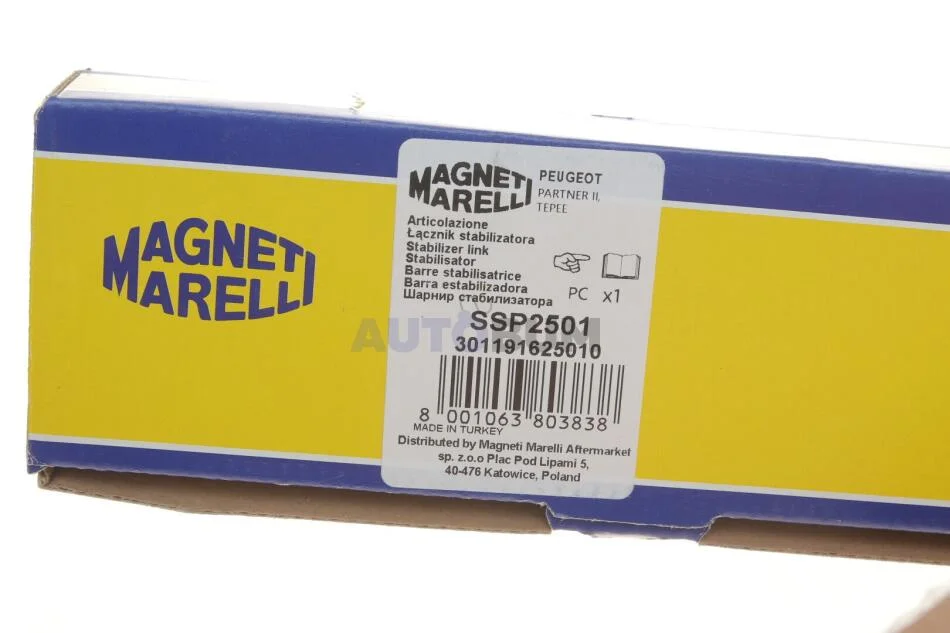 MAGNETI
MARELLI
MAGNETI
MARELLI
PEUGEOT
PARTNER II,
TEPEE
Articolazione
Łącznik stabilizatora
Stabilizer link
Stabilisator
Barre stabilisatrice
Barra estabilizadora
Шарнир стабилизатора
PC x1
SSP2501
301191625010
8 001063 803838
MADE IN TURKEY
Distributed by Magneti Marelli Aftermarket
sp. z.o.o Plac Pod Lipami 5,
40-476 Katowice, Poland